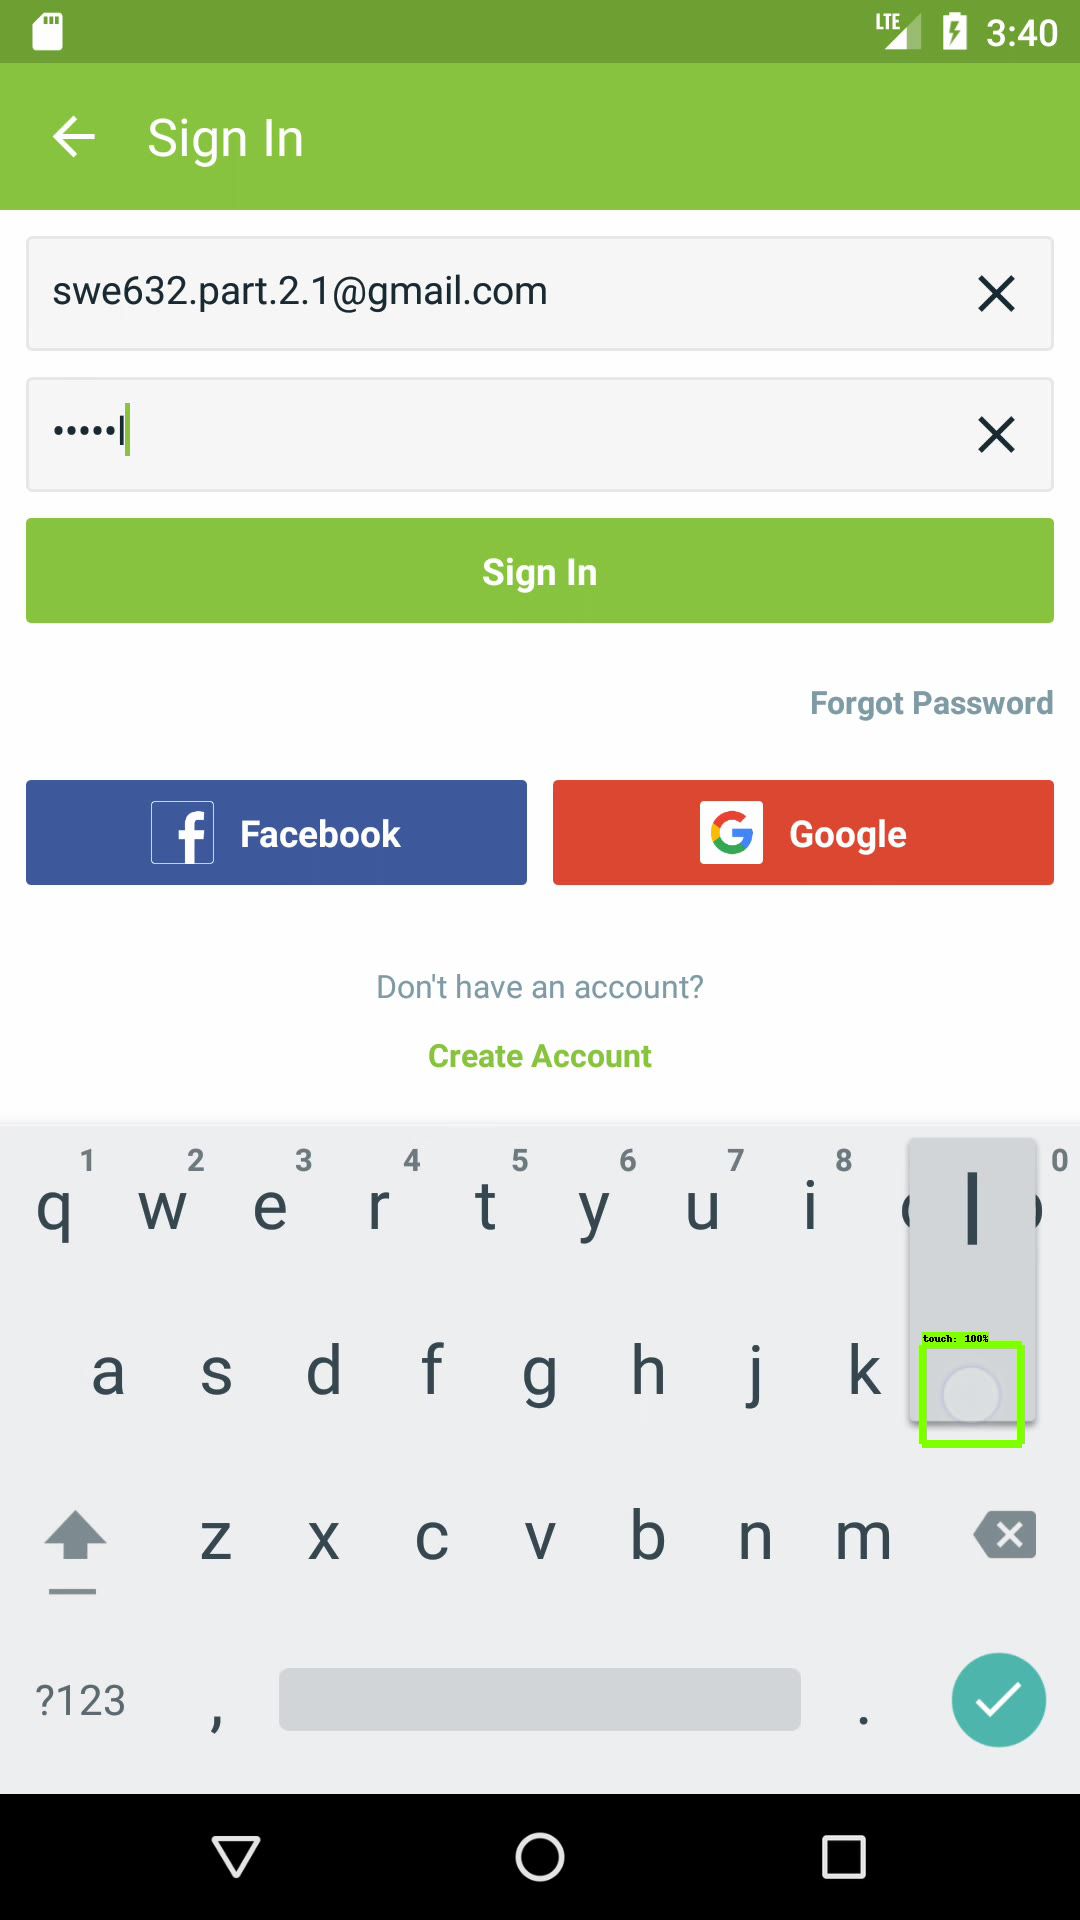 LTE 3:40
Sign In
swe632.part.2.1@gmail.com
•••••l
Sign In
Forgot Password
Facebook
Google
Don't have an account?
Create Account
1 2 3 4 5 6 7 8 0
q w e r t y u i l
touch: 100%
a s d f g h j k
z x c v b n m
?123 , .